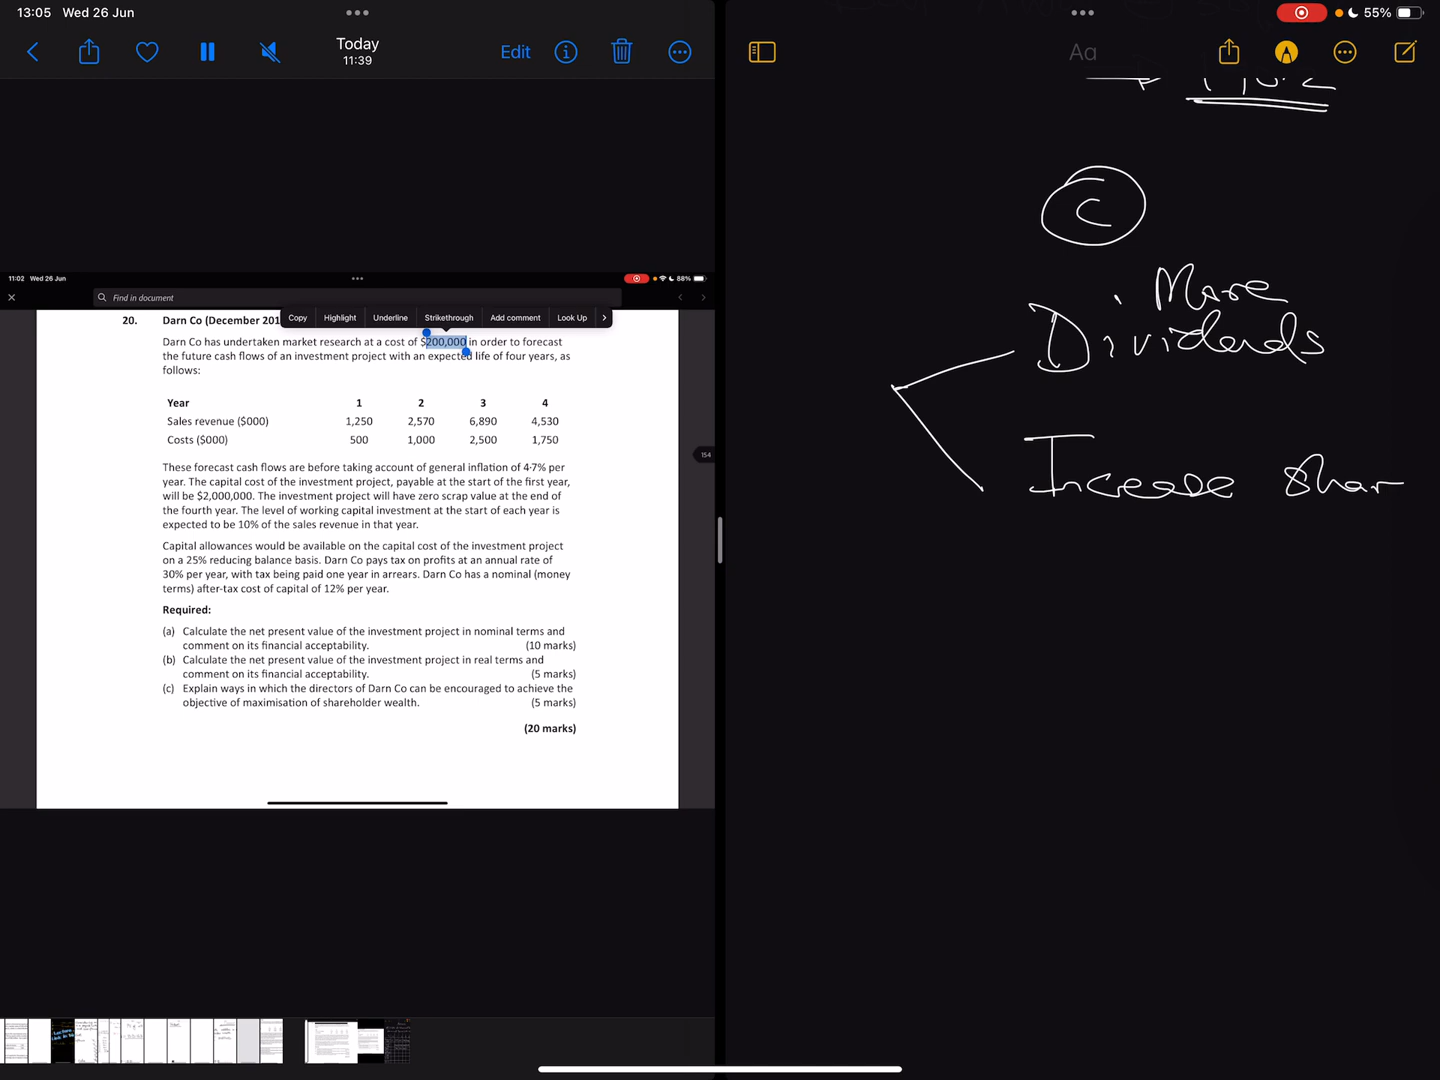 13:05 Wed 26 Jun
55%
Today
11:39
Edit
Aa
11:02 Wed 26 Jun
88%
Find in document
20. Darn Co (December 201
Copy Highlight Underline Strikethrough Add comment Look Up
Darn Co has undertaken market research at a cost of $200,000 in order to forecast
the future cash flows of an investment project with an expected life of four years, as
follows:
Year 1 2 3 4
Sales revenue ($000) 1,250 2,570 6,890 4,530
Costs ($000) 500 1,000 2,500 1,750
154
These forecast cash flows are before taking account of general inflation of 4·7% per
year. The capital cost of the investment project, payable at the start of the first year,
will be $2,000,000. The investment project will have zero scrap value at the end of
the fourth year. The level of working capital investment at the start of each year is
expected to be 10% of the sales revenue in that year.
Capital allowances would be available on the capital cost of the investment project
on a 25% reducing balance basis. Darn Co pays tax on profits at an annual rate of
30% per year, with tax being paid one year in arrears. Darn Co has a nominal (money
terms) after-tax cost of capital of 12% per year.
Required:
(a) Calculate the net present value of the investment project in nominal terms and
comment on its financial acceptability. (10 marks)
(b) Calculate the net present value of the investment project in real terms and
comment on its financial acceptability. (5 marks)
(c) Explain ways in which the directors of Darn Co can be encouraged to achieve the
objective of maximisation of shareholder wealth. (5 marks)
(20 marks)
C
More
Dividends
Increase Shar